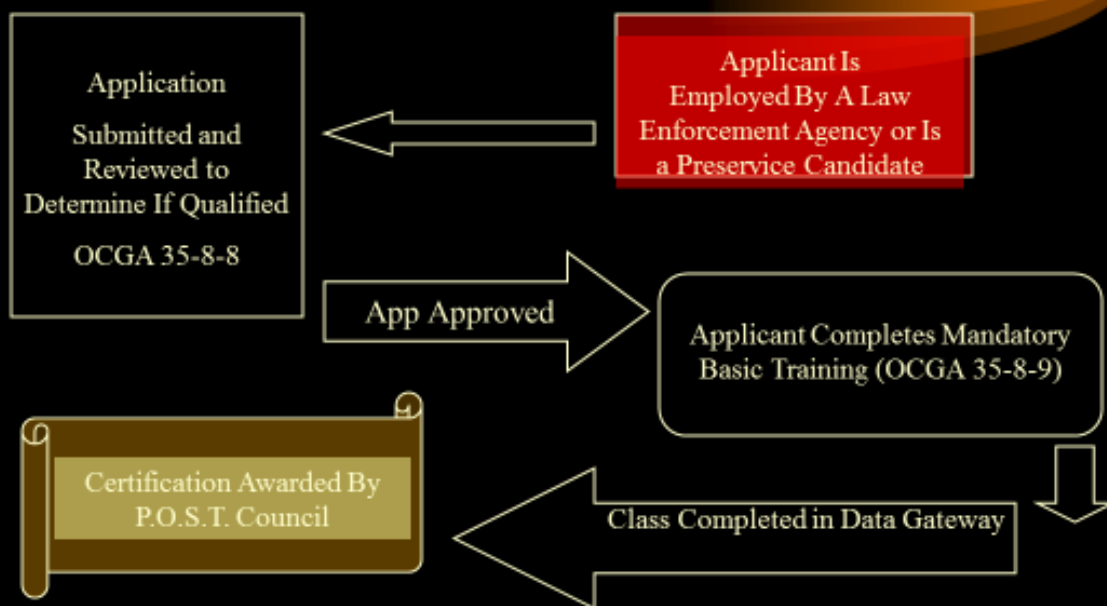 Application
Submitted and
Reviewed to
Determine If Qualified
OCGA 35-8-8
Applicant Is
Employed By A Law
Enforcement Agency or Is
a Preservice Candidate
App Approved
Applicant Completes Mandatory
Basic Training (OCGA 35-8-9)
Class Completed in Data Gateway
Certification Awarded By
P.O.S.T. Council